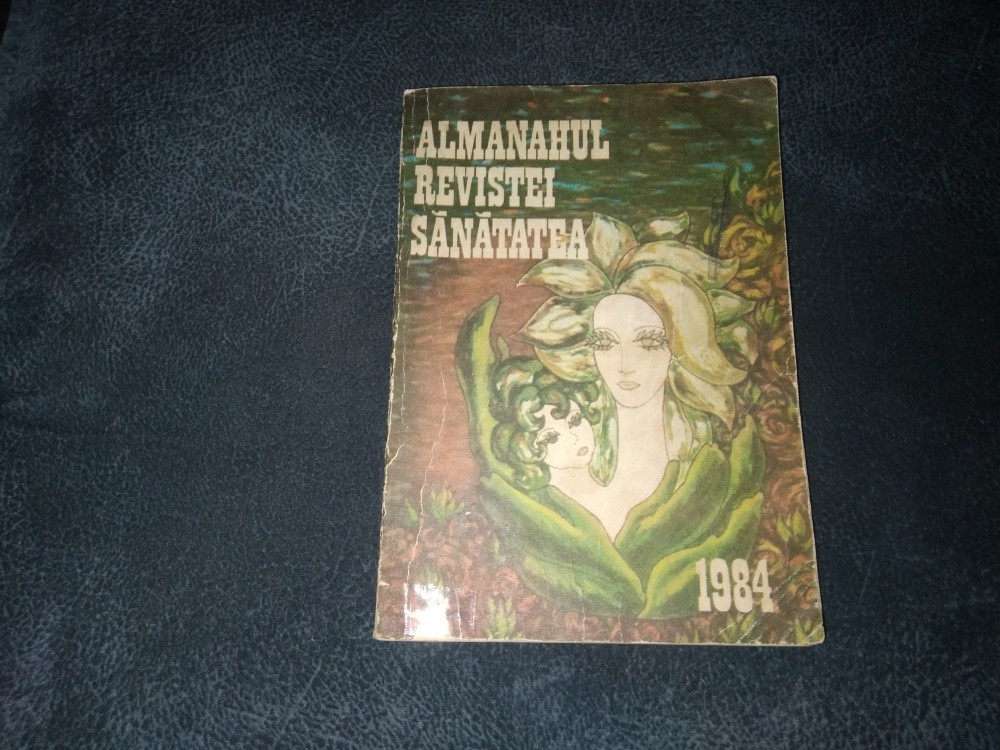 ALMANAHUL
REVISTEI
SĂNĂTATEA
1984